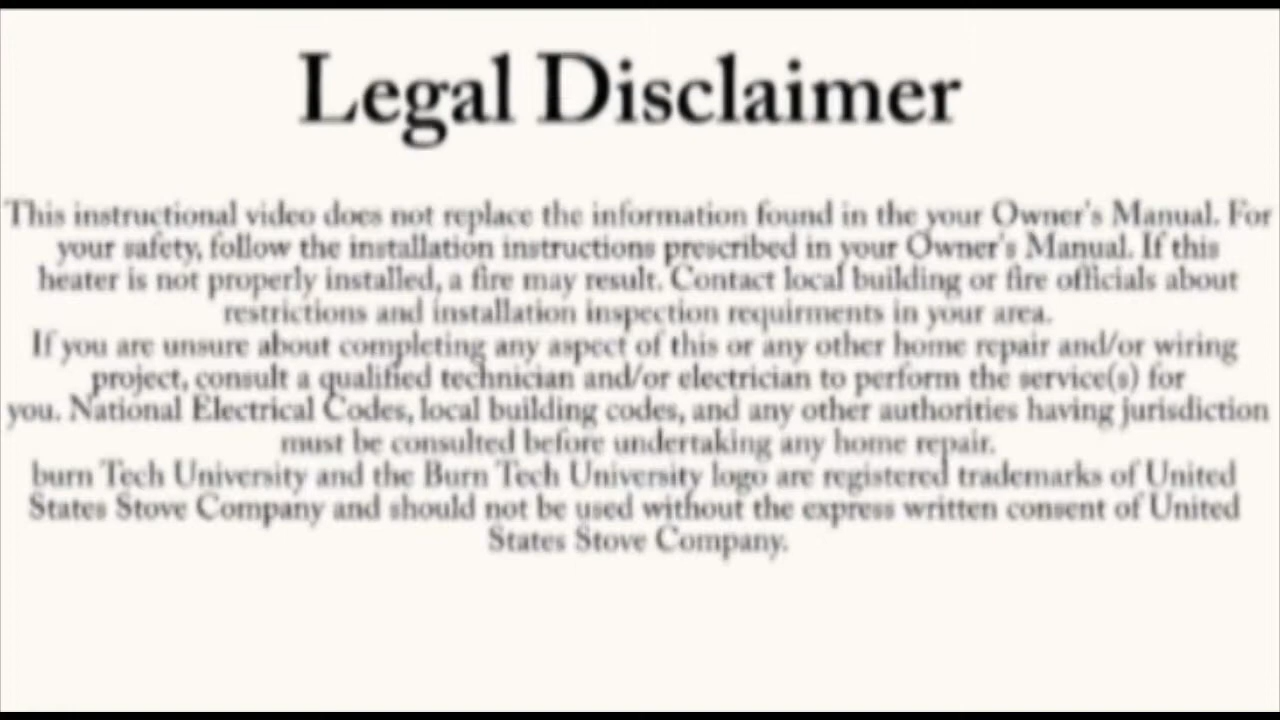 Legal Disclaimer
This instructional video does not replace the information found in the your Owner's Manual. For
your safety, follow the installation instructions prescribed in your Owner's Manual. If this
heater is not properly installed, a fire may result. Contact local building or fire officials about
restrictions and installation inspection requirments in your area.
If you are unsure about completing any aspect of this or any other home repair and/or wiring
project, consult a qualified technician and/or electrician to perform the service(s) for
you. National Electrical Codes, local building codes, and any other authorities having jurisdiction
must be consulted before undertaking any home repair.
burn Tech University and the Burn Tech University logo are registered trademarks of United
States Stove Company and should not be used without the express written consent of United
States Stove Company.